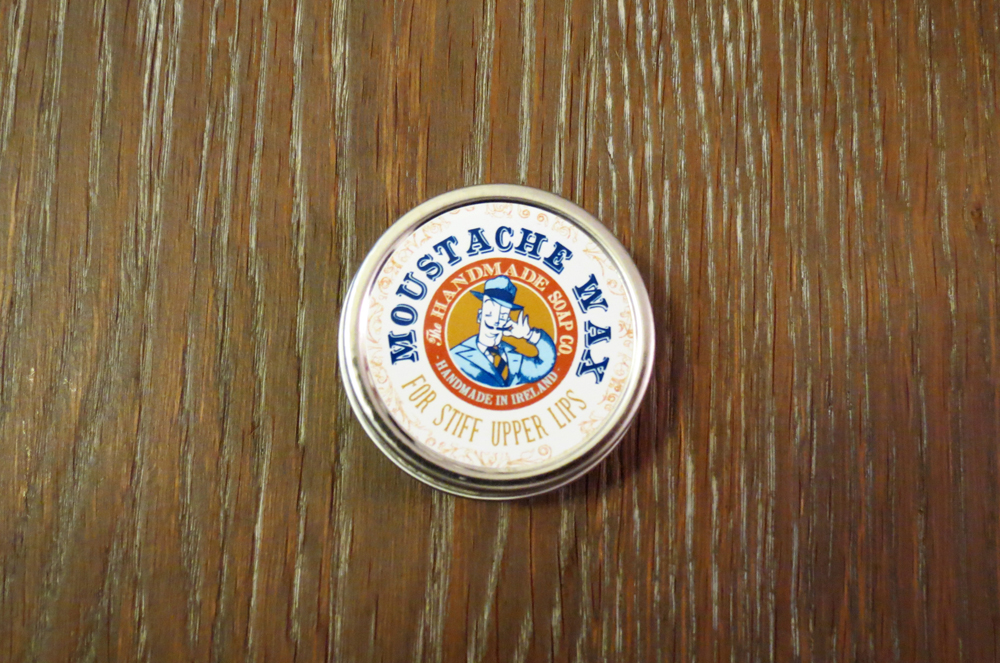 MOUSTACHE WAX
The HANDMADE SOAP CO
· HANDMADE IN IRELAND ·
FOR STIFF UPPER LIPS